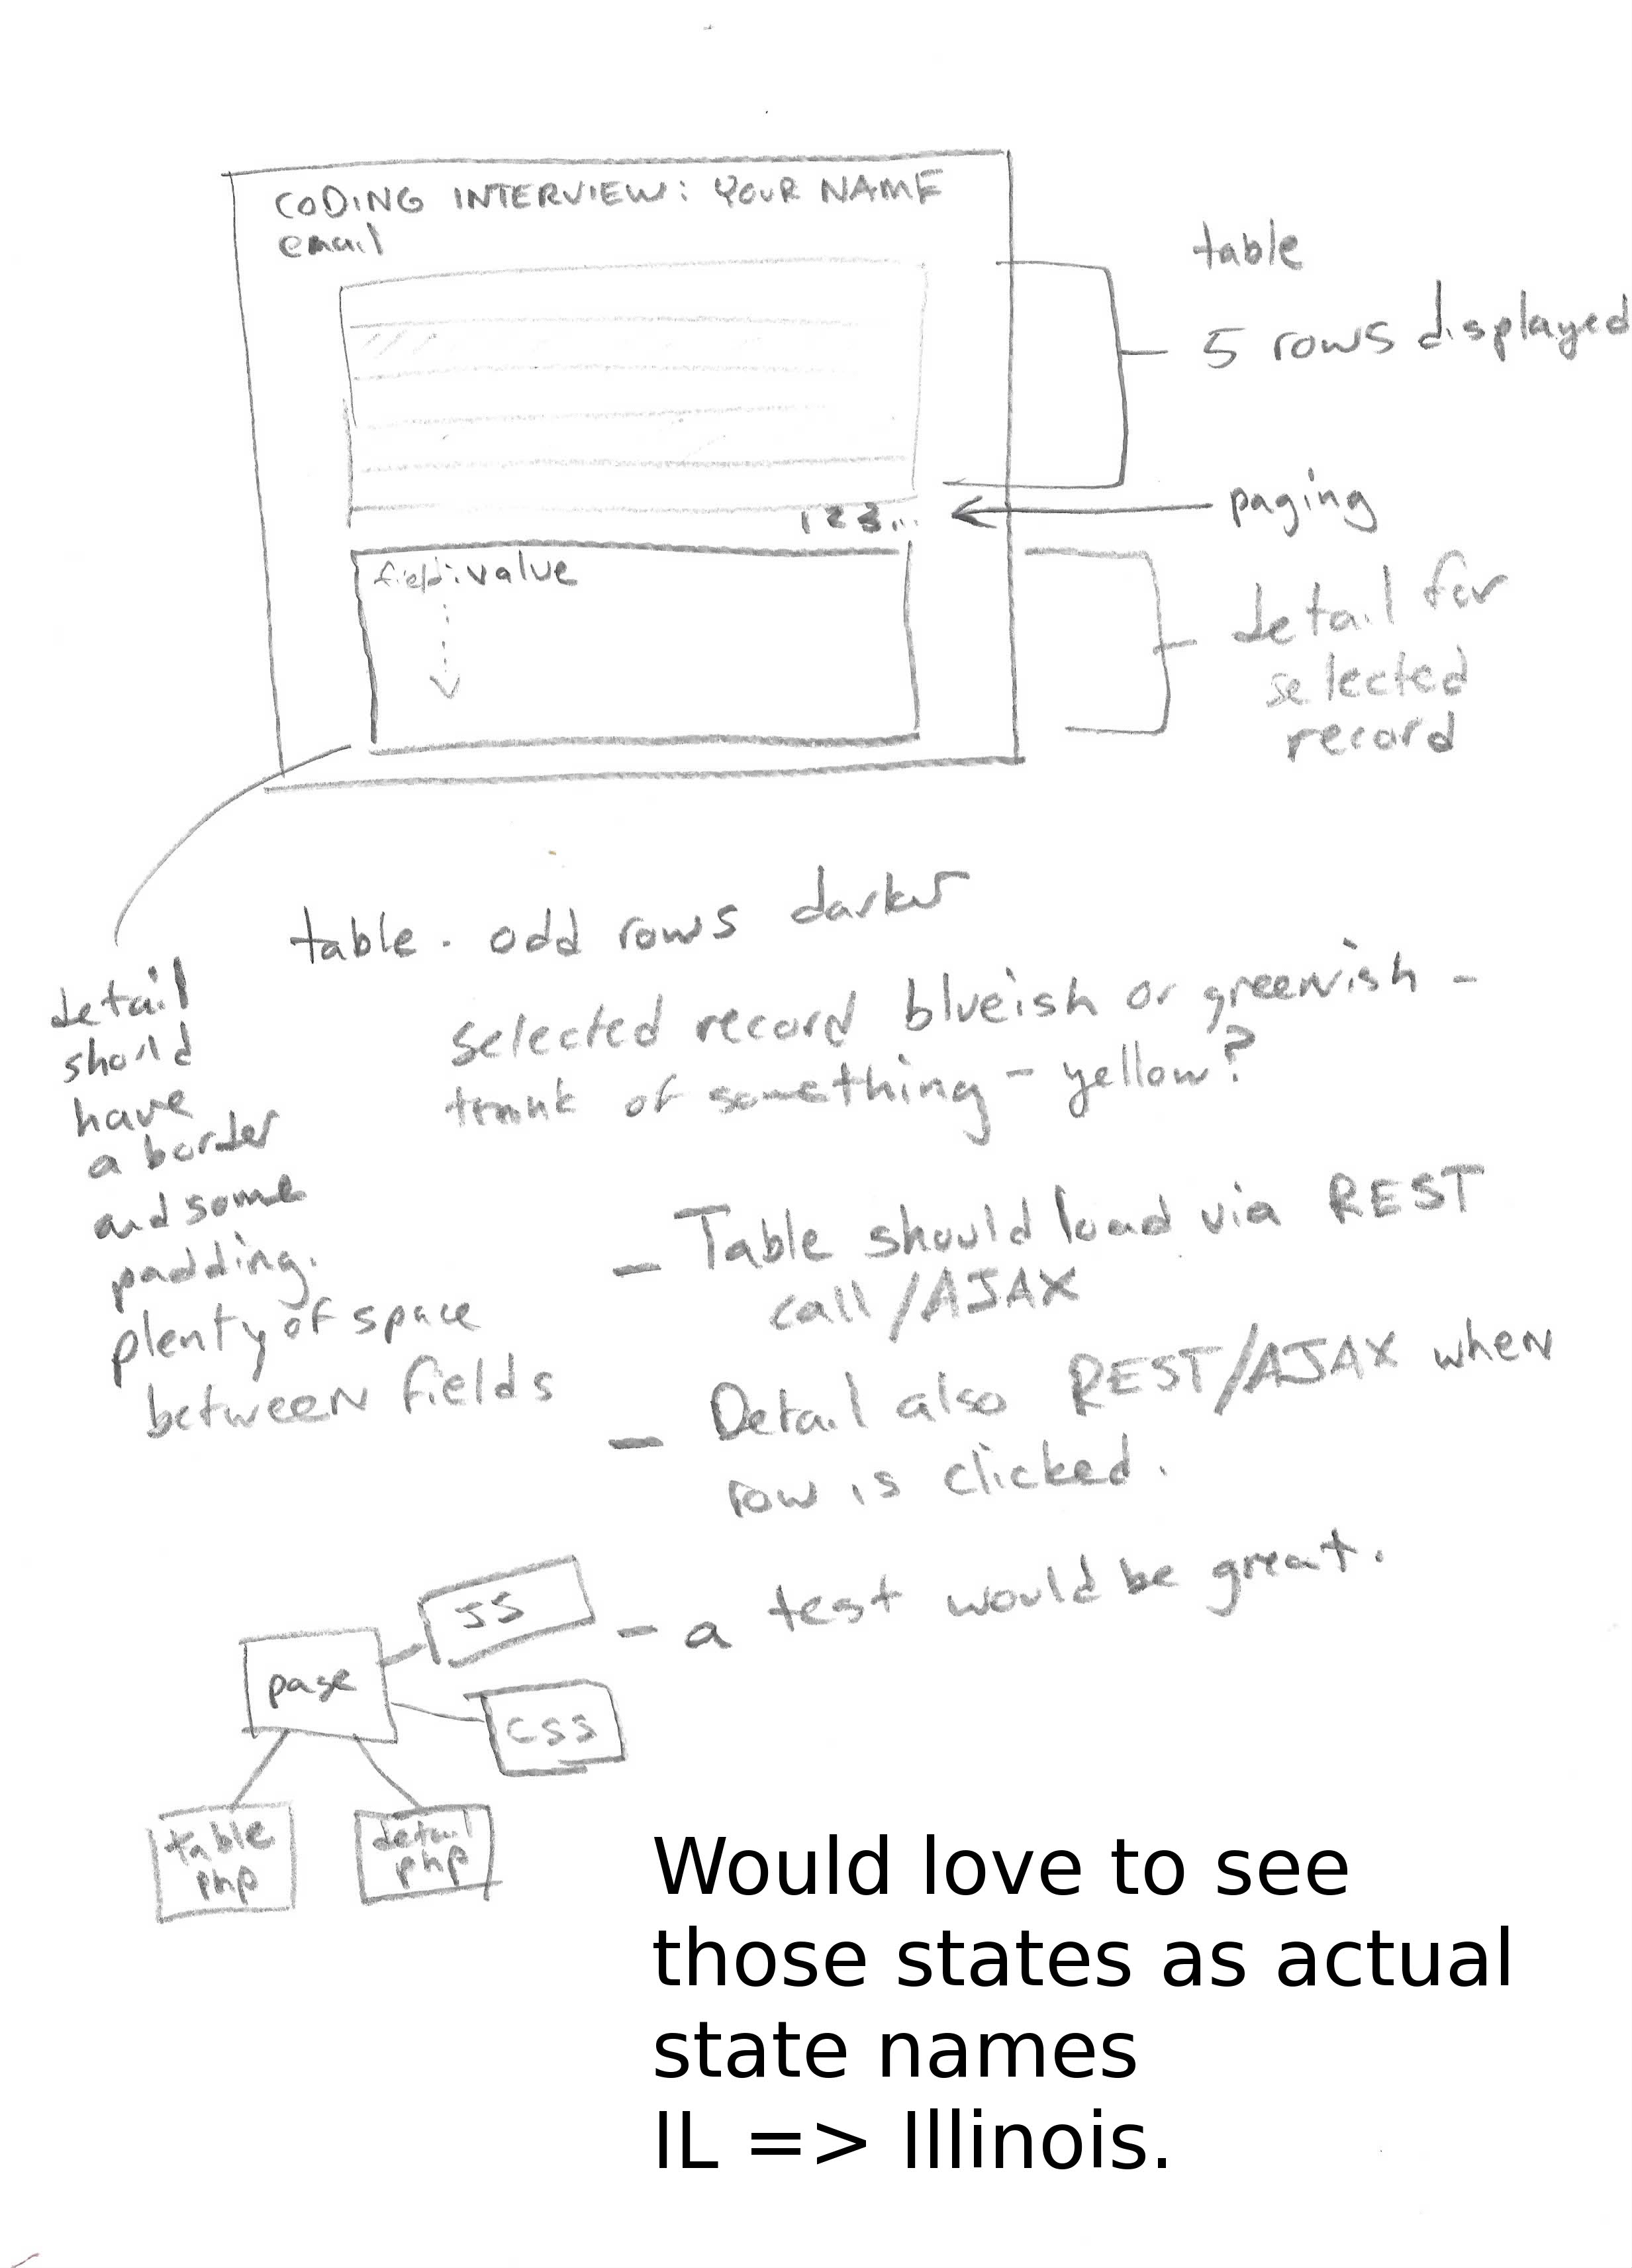 CODING INTERVIEW: YOUR NAME
email
table
5 rows displayed
1 2 3...
paging
field: value
detail for
selected
record
table - odd rows darker
selected record blueish or greenish -
think of something - yellow?
detail
should
have
a border
and some
padding.
plenty of space
between fields
- Table should load via REST
call/AJAX
- Detail also REST/AJAX when
row is clicked.
- a test would be great.
JS
page
CSS
table
php
detail
php
Would love to see
those states as actual
state names
IL => Illinois.